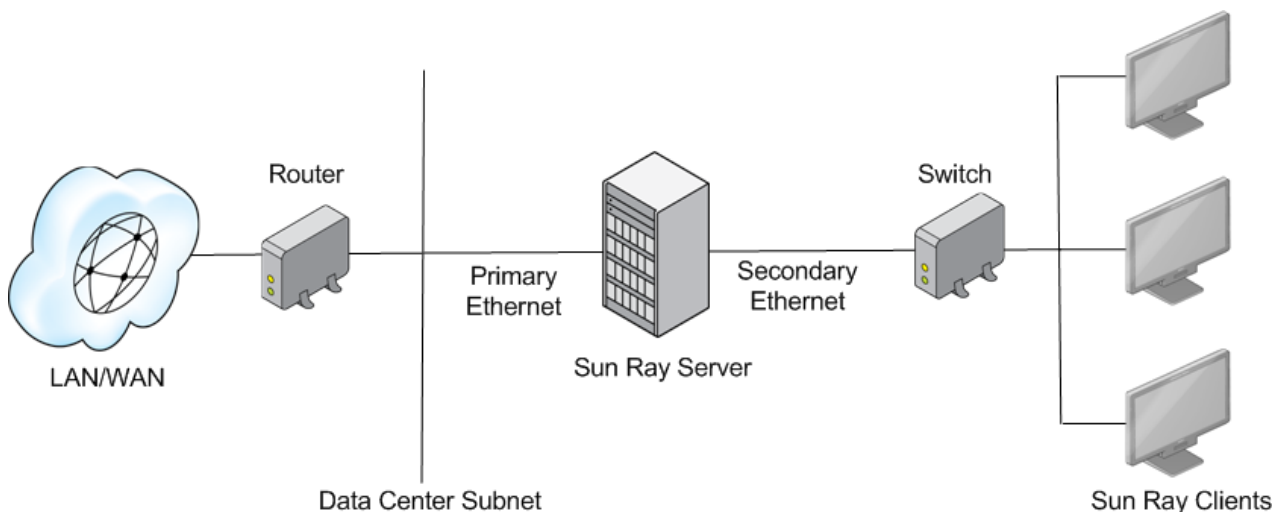 Router
Switch
Primary
Ethernet
Secondary
Ethernet
Sun Ray Server
LAN/WAN
Data Center Subnet
Sun Ray Clients